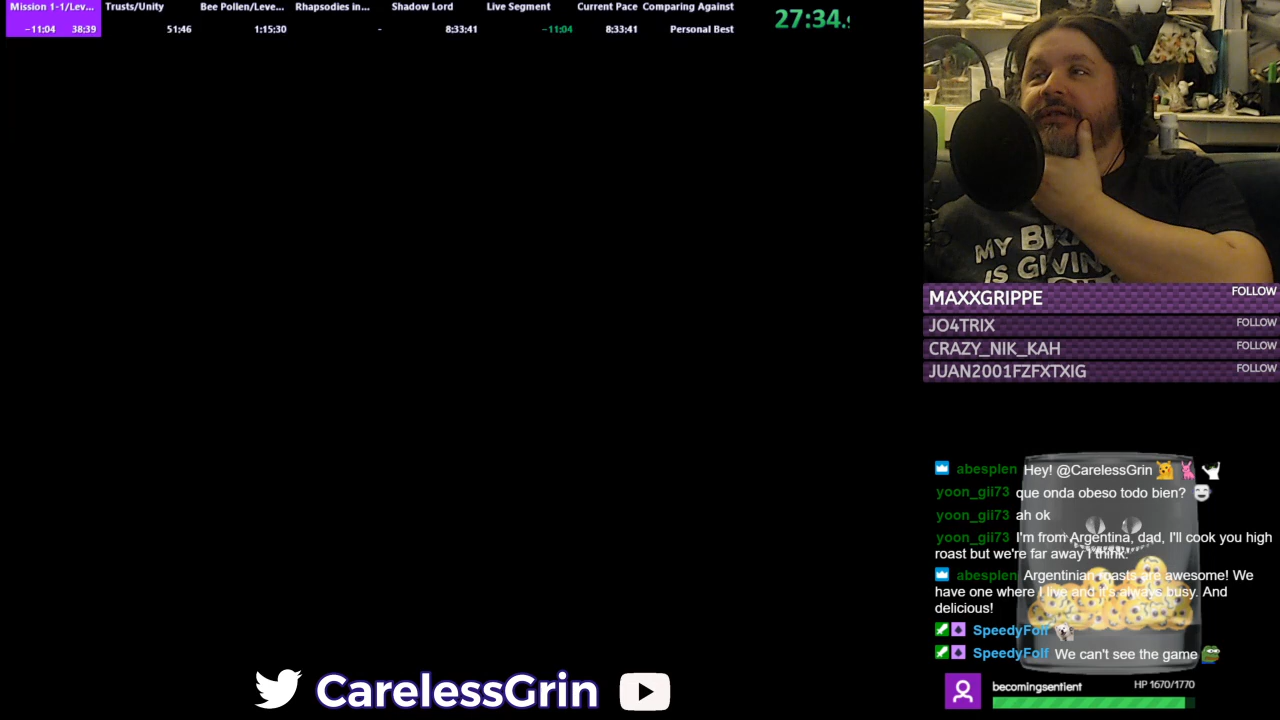 Mission 1-1/Lev... Trusts/Unity Bee Pollen/Leve... Rhapsodies in... Shadow Lord Live Segment Current Pace Comparing Against
−11:04 38:39 51:46 1:15:30 - 8:33:41 −11:04 8:33:41 Personal Best
27:34.
MY
IS GIVIN
MAXXGRIPPE FOLLOW
JO4TRIX FOLLOW
CRAZY_NIK_KAH FOLLOW
JUAN2001FZFXTXIG FOLLOW
abesplen Hey! @CarelessGrin
yoon_gii73 que onda obeso todo bien?
yoon_gii73 ah ok
yoon_gii73 I'm from Argentina, dad, I'll cook you high
roast but we're far away I think.
abesplen Argentinian roasts are awesome! We
have one where I live and it's always busy. And
delicious!
SpeedyFolf
SpeedyFolf We can't see the game
becomingsentient HP 1670/1770
CarelessGrin